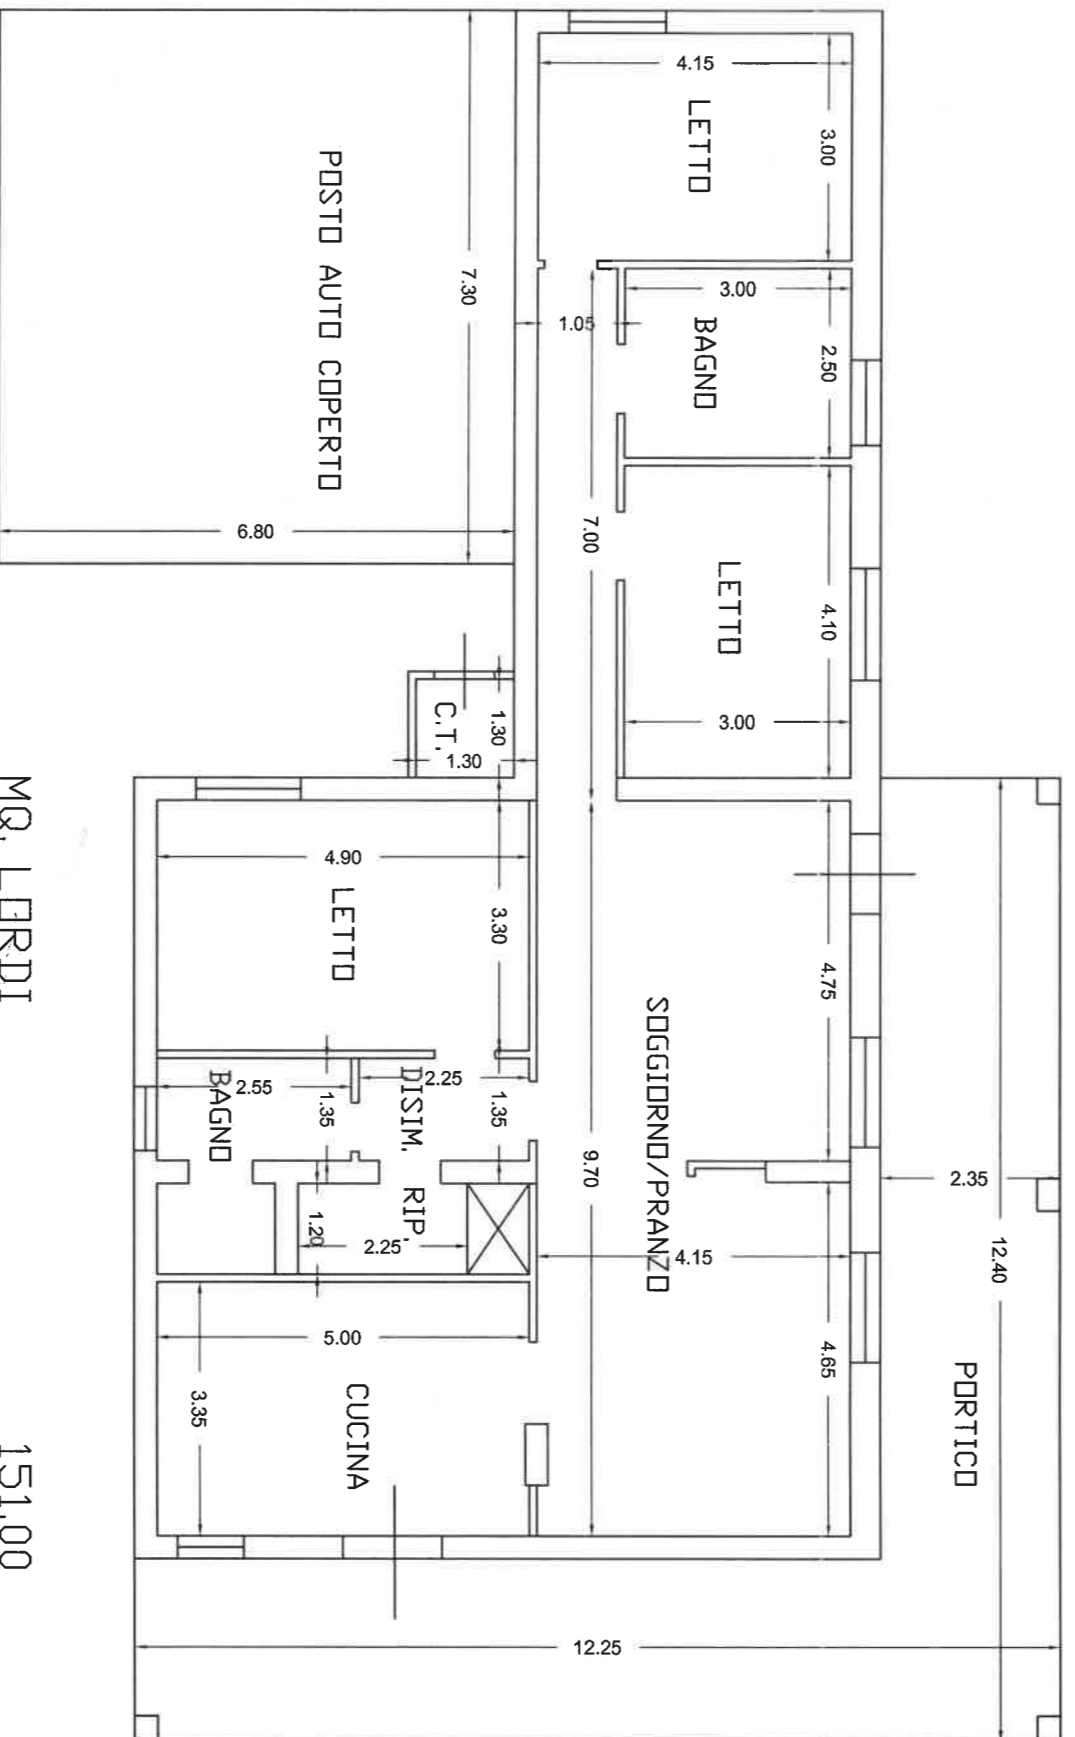 4.15
3.00
LETTO
POSTO AUTO COPERTO
7.30
6.80
3.00
BAGNO
2.50
1.05
7.00
LETTO
4.10
3.00
C.T.
1.30
1.30
4.90
LETTO
3.30
4.75
SOGGIORNO/PRANZO
9.70
2.55
BAGNO
1.35
DISIM.
2.25
1.35
RIP.
1.20
2.25
4.15
4.65
2.35
12.40
PORTICO
5.00
CUCINA
3.35
12.25
MQ. LORDI 151,00